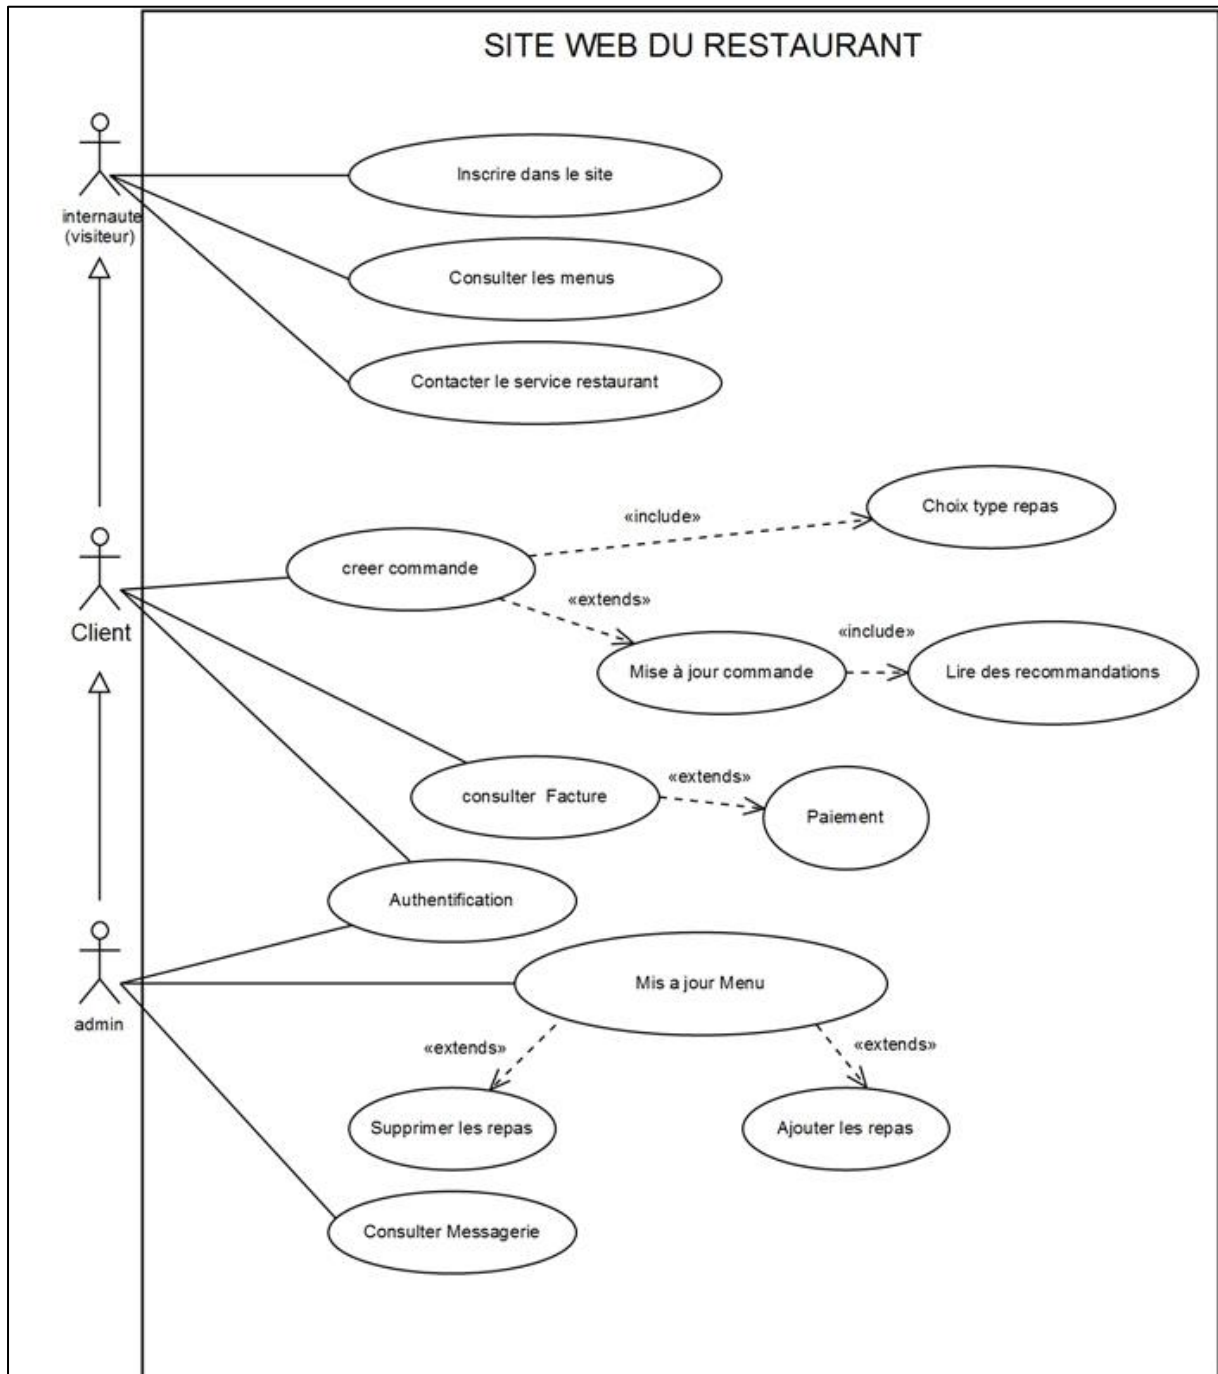 SITE WEB DU RESTAURANT
Inscrire dans le site
internaute
(visiteur)
Consulter les menus
Contacter le service restaurant
Choix type repas
«include»
creer commande
«extends»
Client
«include»
Mise à jour commande
Lire des recommandations
«extends»
consulter Facture
Paiement
Authentification
Mis a jour Menu
admin
«extends»
«extends»
Supprimer les repas
Ajouter les repas
Consulter Messagerie